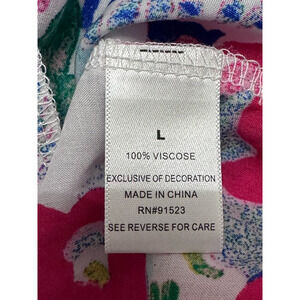 L
100% VISCOSE
EXCLUSIVE OF DECORATION
MADE IN CHINA
RN#91523
SEE REVERSE FOR CARE